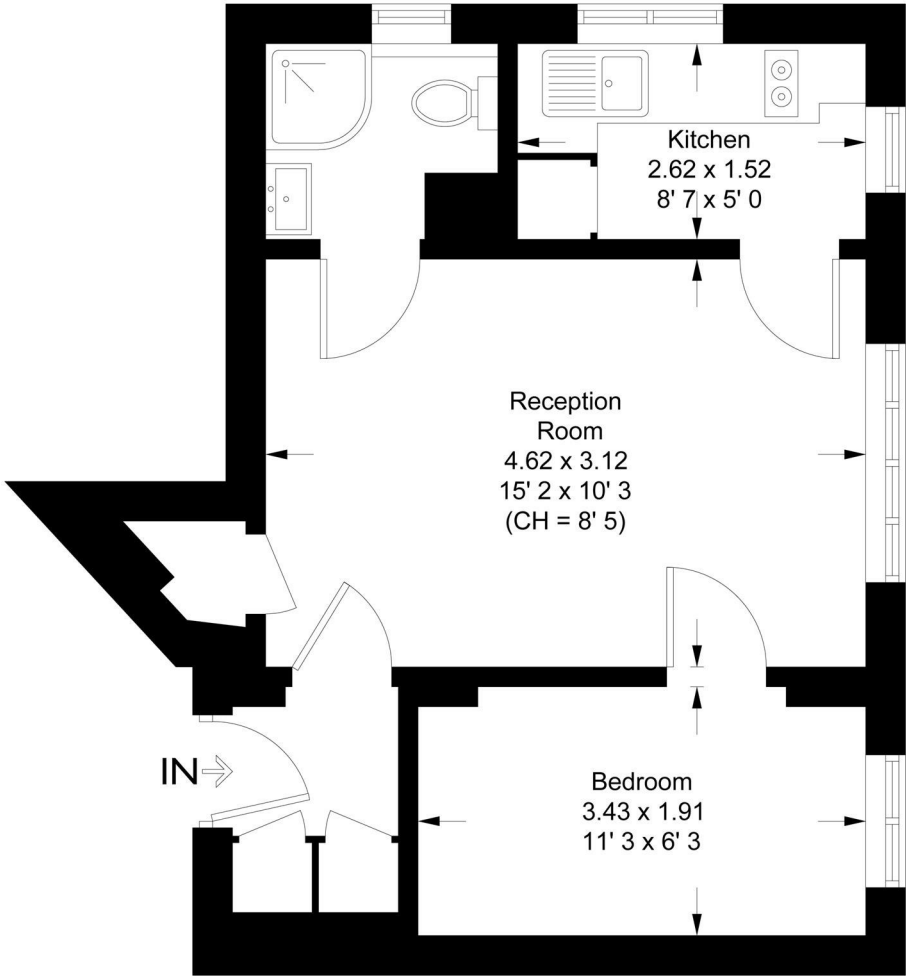 Kitchen
2.62 x 1.52
8' 7 x 5' 0
Reception
Room
4.62 x 3.12
15' 2 x 10' 3
(CH = 8' 5)
IN
Bedroom
3.43 x 1.91
11' 3 x 6' 3